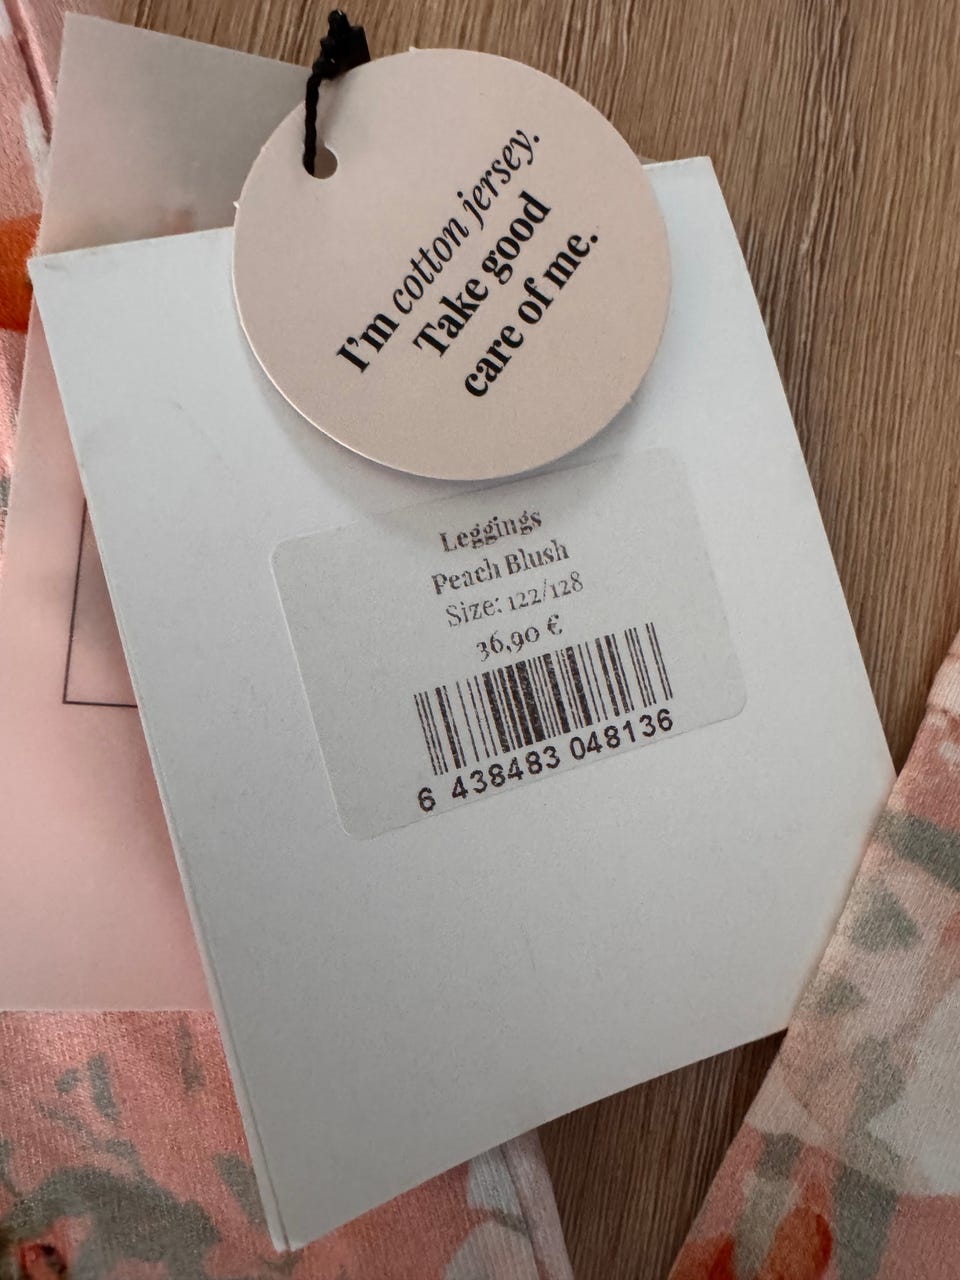 I'm cotton jersey.
Take good
care of me.
Leggings
Peach Blush
Size: 122/128
36,90 €
6 438483 048136